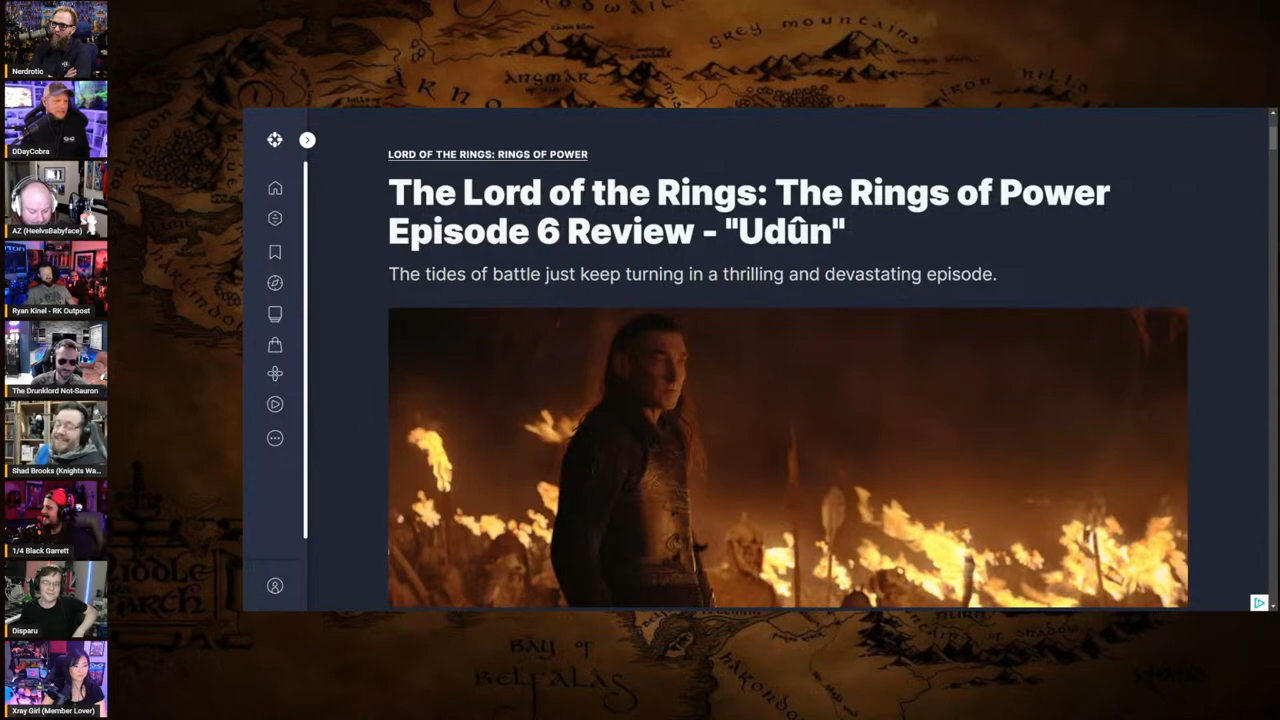 Nerdrotic
DDayCobra
AZ (HeelvsBabyface)
Ryan Kinel - RK Outpost
The Drunklord Not-Sauron
Shad Brooks (Knights Wa...
1/4 Black Garrett
Disparu
Xray Girl (Member Lover)
GREY MOUNTAINS
ANGMAR
IRON HILLS
LORD OF THE RINGS: RINGS OF POWER
The Lord of the Rings: The Rings of Power
Episode 6 Review - "Udûn"
The tides of battle just keep turning in a thrilling and devastating episode.
BAY OF
BELFALAS